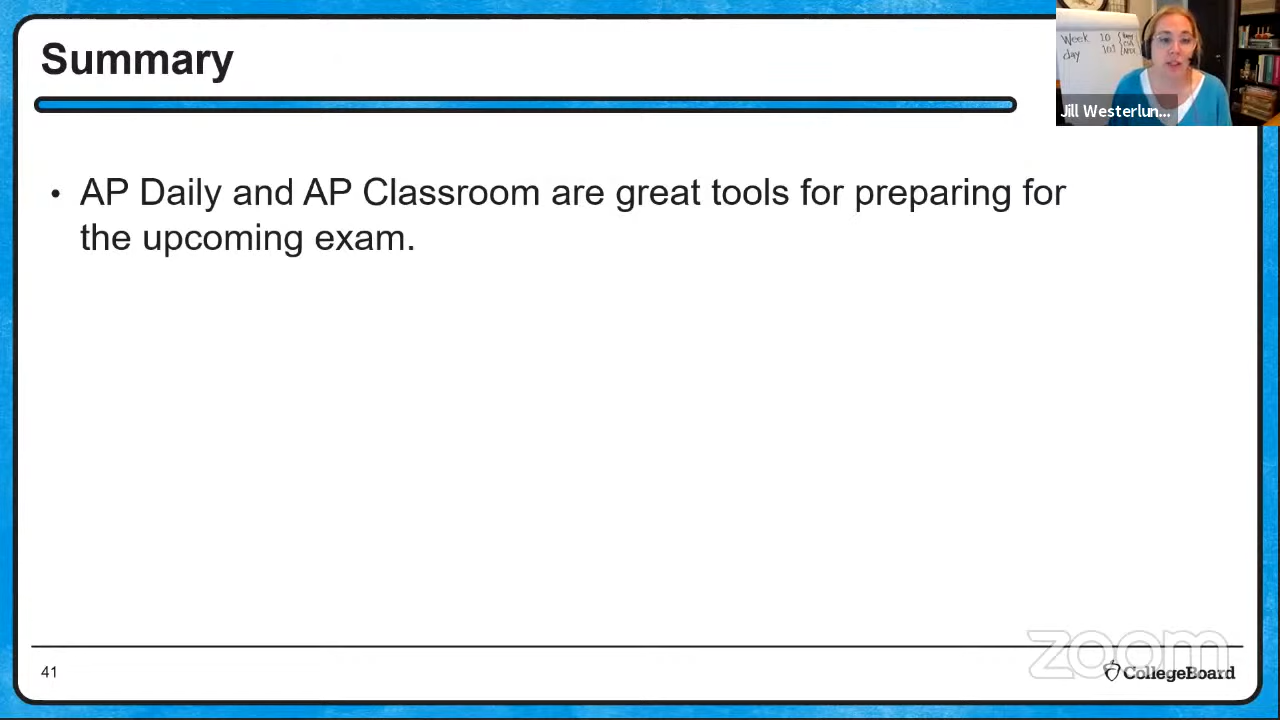 Summary
Week 10
day 101
Jill Westerlun...
• AP Daily and AP Classroom are great tools for preparing for
the upcoming exam.
zoom
41
CollegeBoard